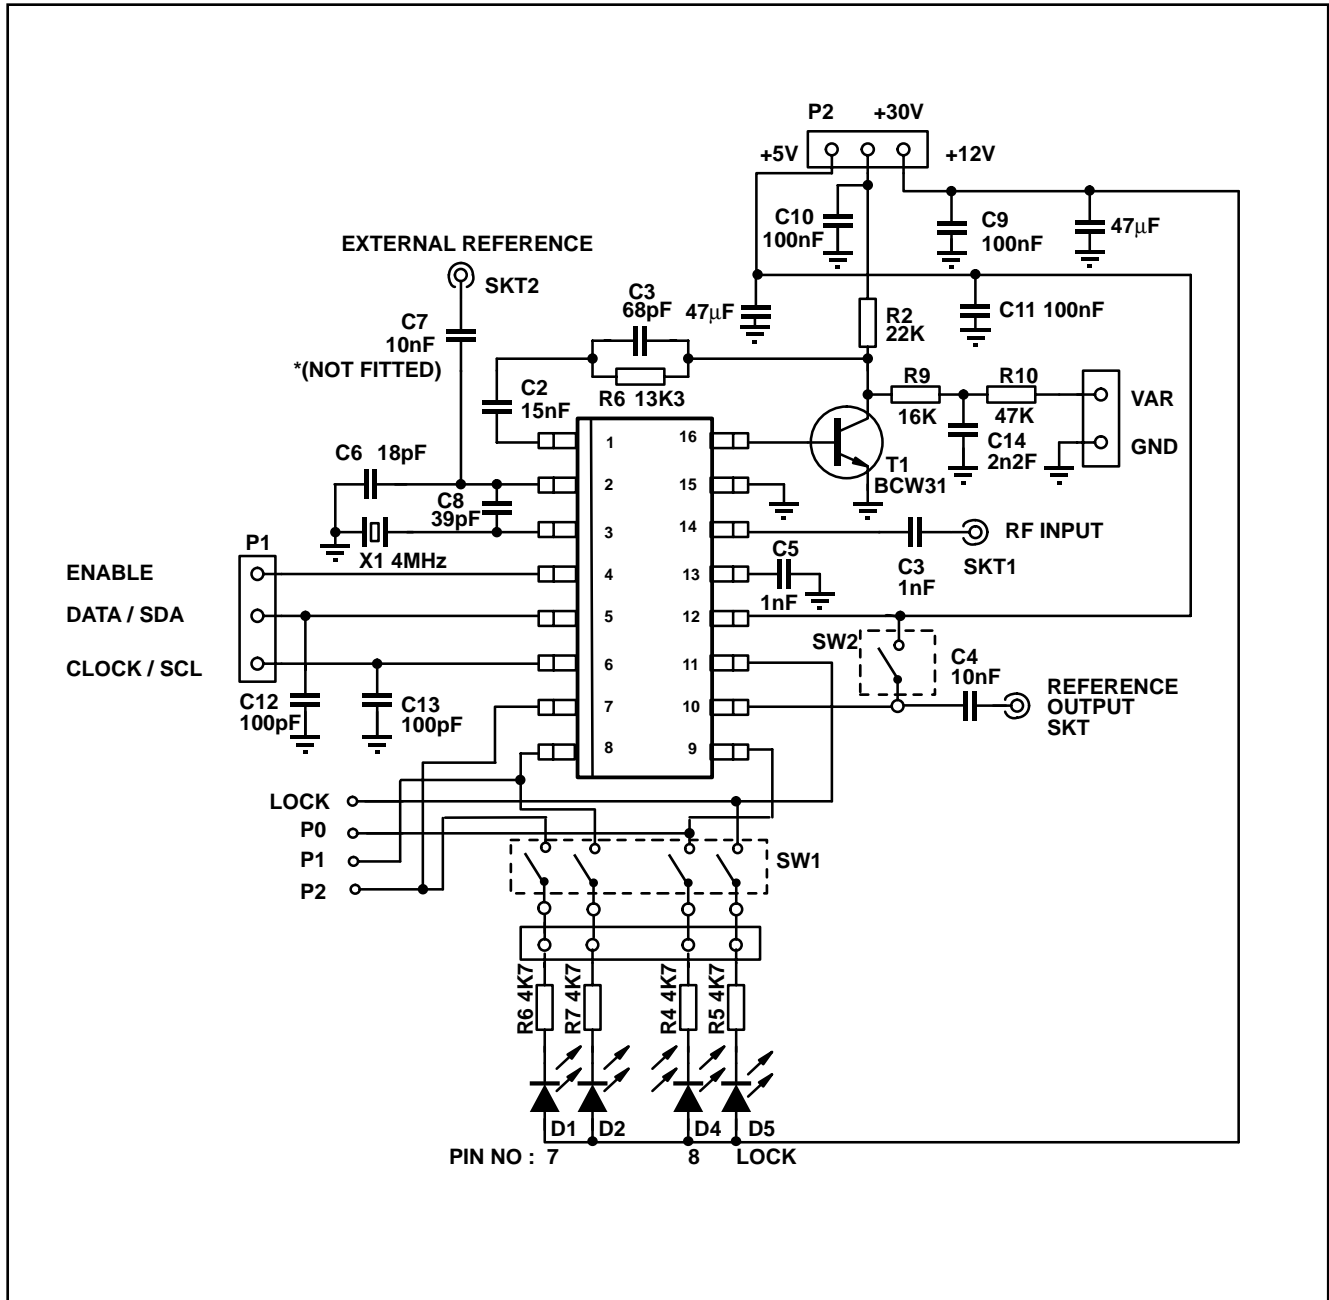 P2 +30V
+5V +12V
C10
100nF
C9
100nF
47µF
EXTERNAL REFERENCE
SKT2
C7
10nF
*(NOT FITTED)
C3
68pF
47µF
C11 100nF
R2
22K
R6 13K3
C2
15nF
R9
16K
R10
47K
VAR
GND
C14
2n2F
T1
BCW31
C6 18pF
C8
39pF
X1 4MHz
1
2
3
4
5
6
7
8
16
15
14
13
12
11
10
9
RF INPUT
C3
1nF
SKT1
C5
1nF
P1
ENABLE
DATA / SDA
CLOCK / SCL
C12
100pF
C13
100pF
SW2
C4
10nF
REFERENCE
OUTPUT
SKT
LOCK
P0
P1
P2
SW1
R6 4K7
R7 4K7
R4 4K7
R5 4K7
D1 D2 D4 D5
PIN NO : 7 8 LOCK